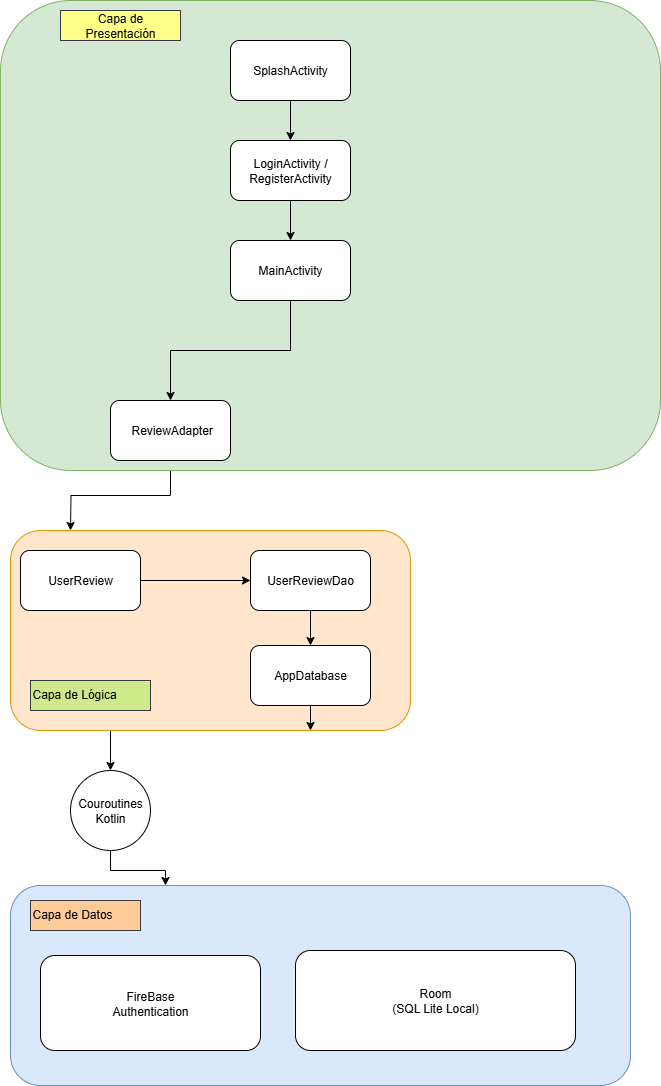 Capa de
Presentación
SplashActivity
LoginActivity /
RegisterActivity
MainActivity
ReviewAdapter
UserReview
UserReviewDao
AppDatabase
Capa de Lógica
Couroutines
Kotlin
Capa de Datos
FireBase
Authentication
Room
(SQL Lite Local)